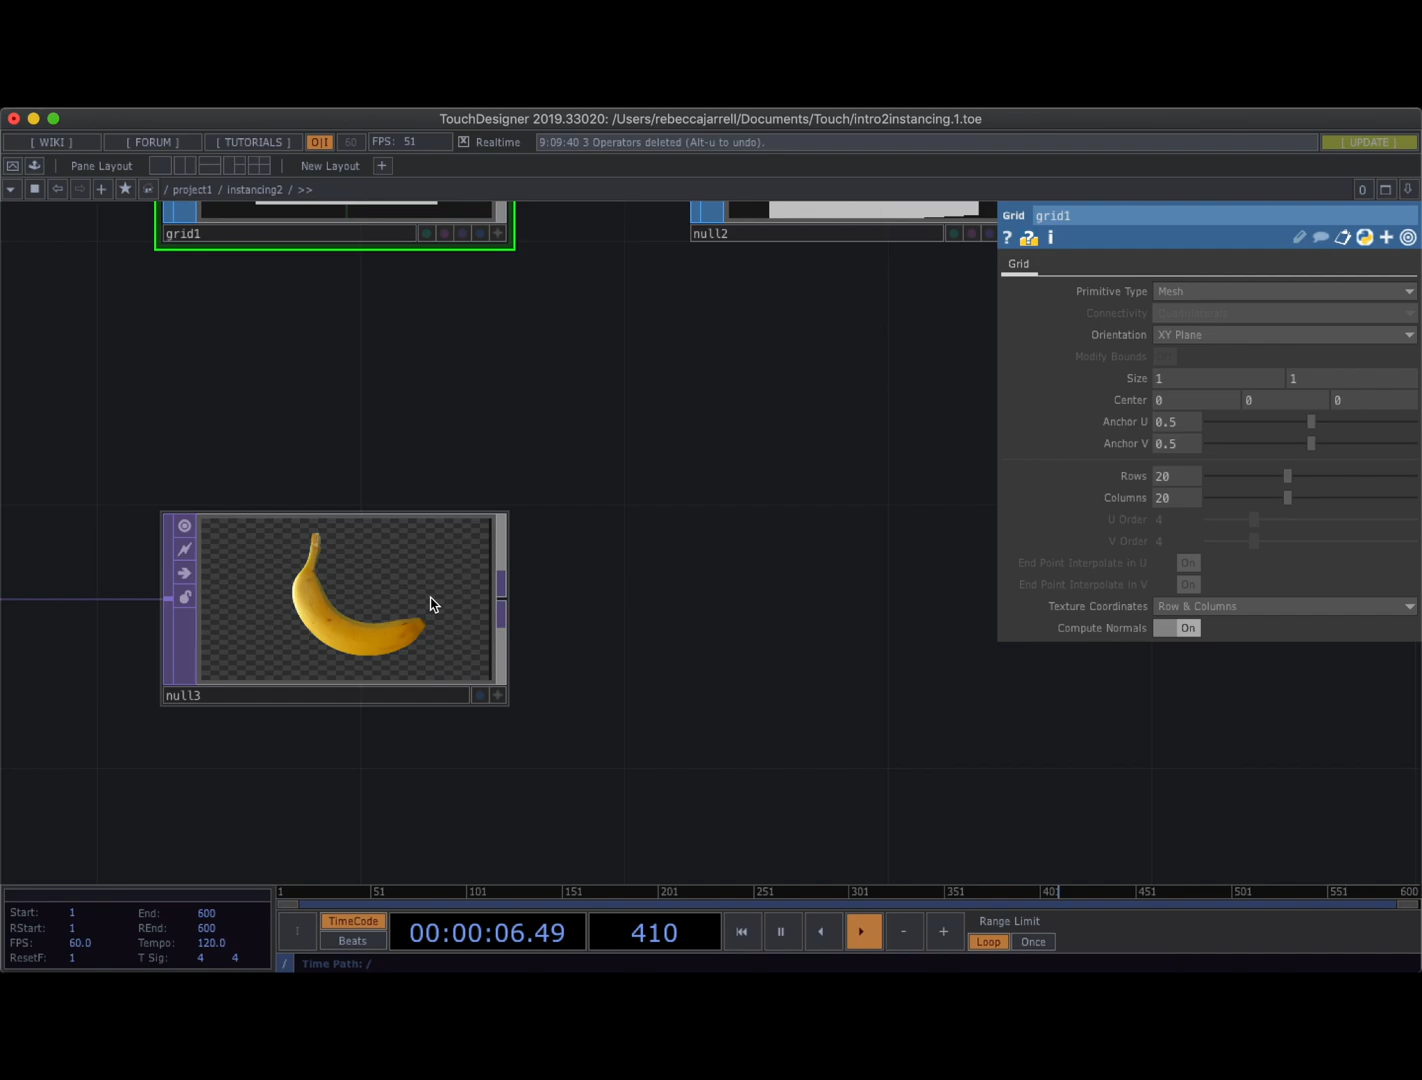 TouchDesigner 2019.33020: /Users/rebeccajarrell/Documents/Touch/intro2instancing.1.toe
[ WIKI ] [ FORUM ] [ TUTORIALS ] O|I 60 FPS: 51 Realtime 9:09:40 3 Operators deleted (Alt-u to undo). [ UPDATE ]
Pane Layout New Layout +
/ project1 / instancing2 / >> 0
grid1
null2
Grid grid1
? ? i
Grid
Primitive Type Mesh
Connectivity
Orientation XY Plane
Modify Bounds
Size 1 1
Center 0 0 0
Anchor U 0.5
Anchor V 0.5
Rows 20
Columns 20
U Order 4
V Order 4
End Point Interpolate in U On
End Point Interpolate in V On
Texture Coordinates Row & Columns
Compute Normals On
null3
1 51 101 151 201 251 301 351 401 451 501 551 600
Start: 1 End: 600
RStart: 1 REnd: 600
FPS: 60.0 Tempo: 120.0
ResetF: 1 T Sig: 4 4
TimeCode
Beats
00:00:06.49 410
- +
Range Limit
Loop Once
/ Time Path: /